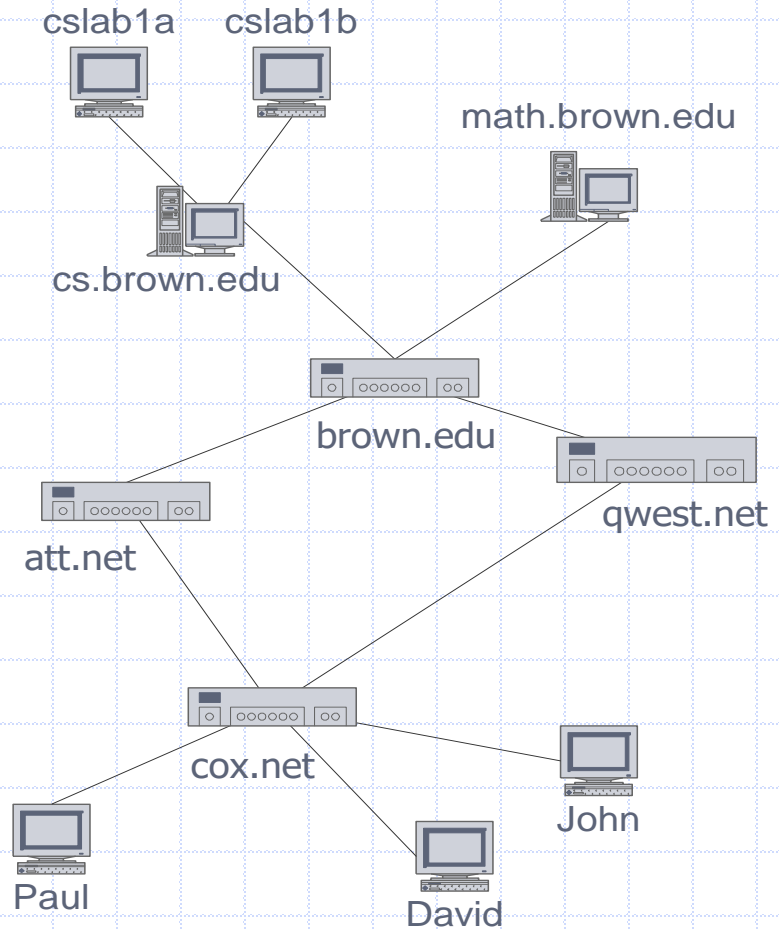 cslab1a
cslab1b
math.brown.edu
cs.brown.edu
brown.edu
qwest.net
att.net
cox.net
John
Paul
David